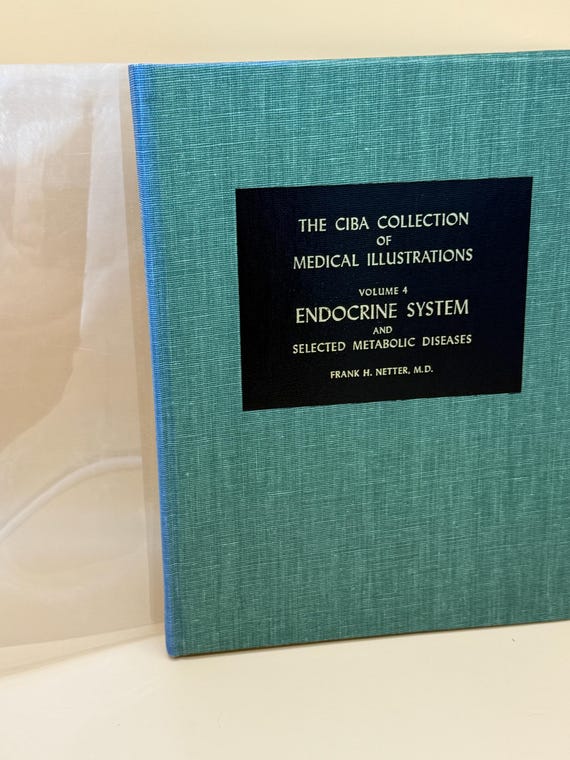 THE CIBA COLLECTION
OF
MEDICAL ILLUSTRATIONS
VOLUME 4
ENDOCRINE SYSTEM
AND
SELECTED METABOLIC DISEASES
FRANK H. NETTER, M.D.